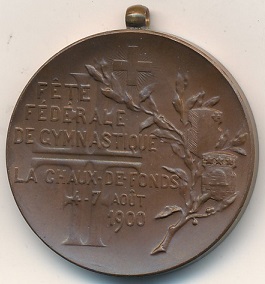 FÊTE
FÉDÉRALE
DE GYMNASTIQUE
LA CHAUX-DE-FONDS
4-7 AOÛT
1900